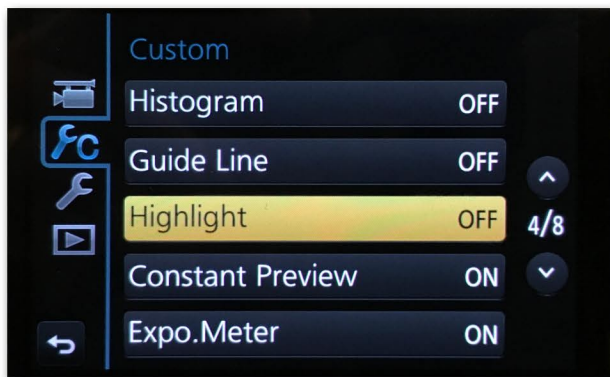 Custom
Histogram OFF
Guide Line OFF
Highlight OFF
4/8
Constant Preview ON
Expo.Meter ON
C